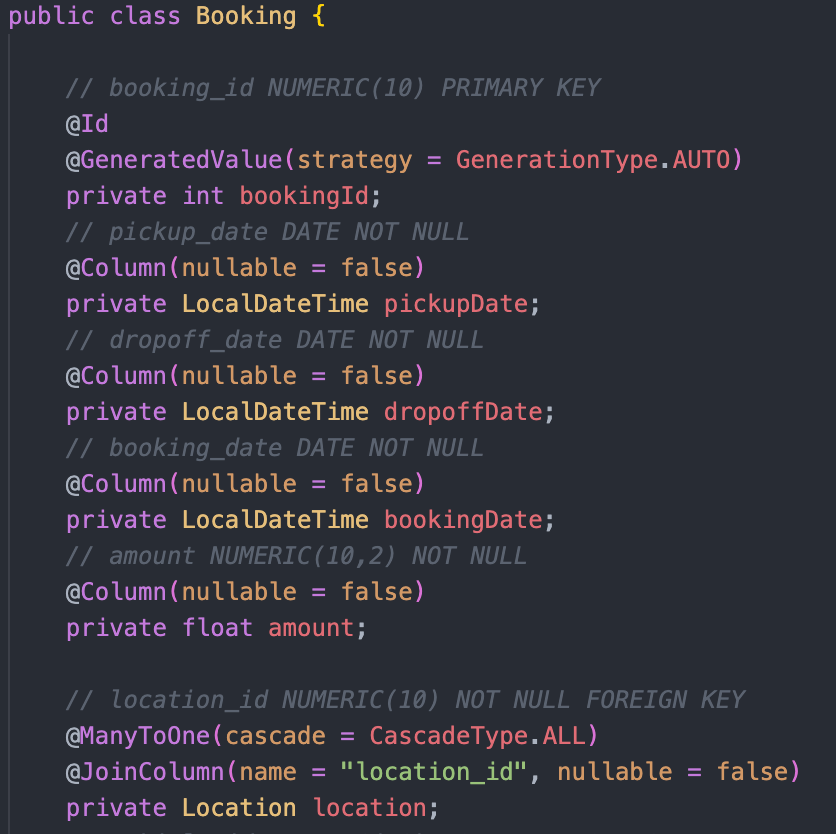 public class Booking {
// booking_id NUMERIC(10) PRIMARY KEY
@Id
@GeneratedValue(strategy = GenerationType.AUTO)
private int bookingId;
// pickup_date DATE NOT NULL
@Column(nullable = false)
private LocalDateTime pickupDate;
// dropoff_date DATE NOT NULL
@Column(nullable = false)
private LocalDateTime dropoffDate;
// booking_date DATE NOT NULL
@Column(nullable = false)
private LocalDateTime bookingDate;
// amount NUMERIC(10,2) NOT NULL
@Column(nullable = false)
private float amount;
// location_id NUMERIC(10) NOT NULL FOREIGN KEY
@ManyToOne(cascade = CascadeType.ALL)
@JoinColumn(name = "location_id", nullable = false)
private Location location;